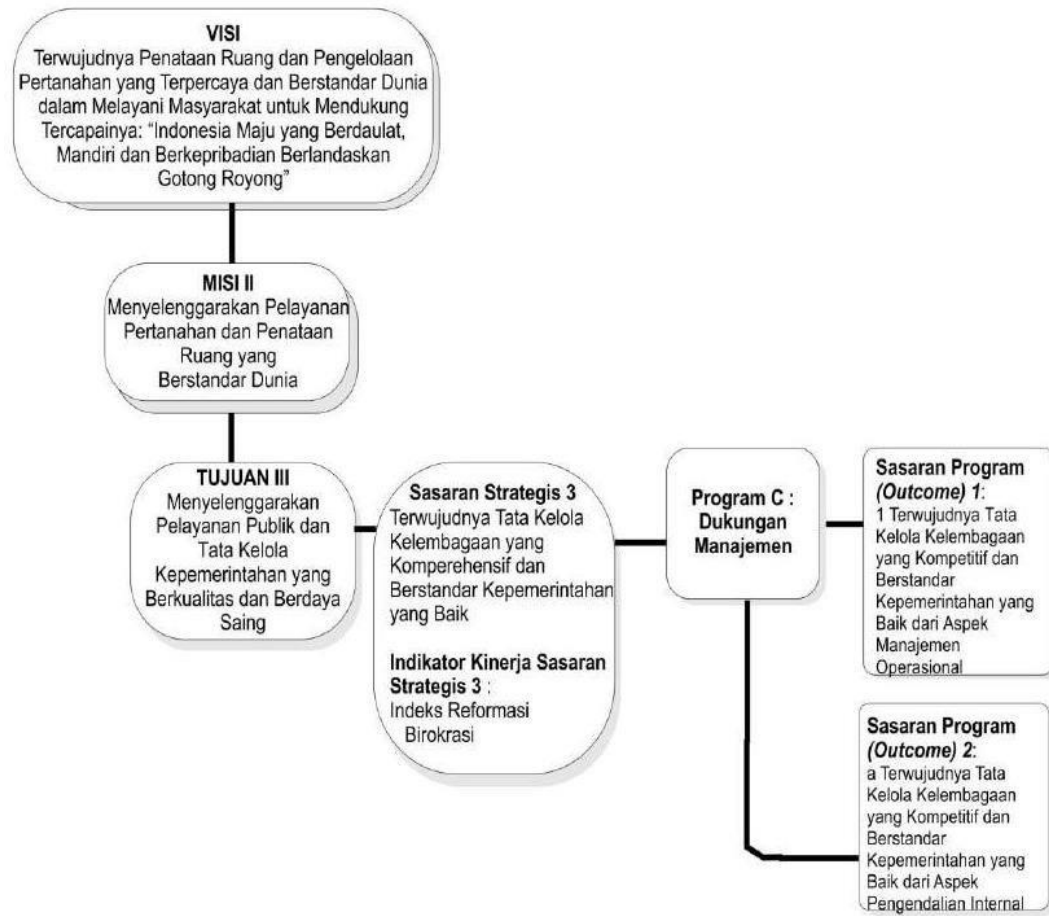 VISI
Terwujudnya Penataan Ruang dan Pengelolaan
Pertanahan yang Terpercaya dan Berstandar Dunia
dalam Melayani Masyarakat untuk Mendukung
Tercapainya: “Indonesia Maju yang Berdaulat,
Mandiri dan Berkepribadian Berlandaskan
Gotong Royong”
MISI II
Menyelenggarakan Pelayanan
Pertanahan dan Penataan
Ruang yang
Berstandar Dunia
TUJUAN III
Menyelenggarakan
Pelayanan Publik dan
Tata Kelola
Kepemerintahan yang
Berkualitas dan Berdaya
Saing
Sasaran Strategis 3
Terwujudnya Tata Kelola
Kelembagaan yang
Komperehensif dan
Berstandar Kepemerintahan
yang Baik
Indikator Kinerja Sasaran
Strategis 3 :
Indeks Reformasi
Birokrasi
Program C :
Dukungan
Manajemen
Sasaran Program
(Outcome) 1:
1 Terwujudnya Tata
Kelola Kelembagaan
yang Kompetitif dan
Berstandar
Kepemerintahan yang
Baik dari Aspek
Manajemen
Operasional
Sasaran Program
(Outcome) 2:
a Terwujudnya Tata
Kelola Kelembagaan
yang Kompetitif dan
Berstandar
Kepemerintahan yang
Baik dari Aspek
Pengendalian Internal